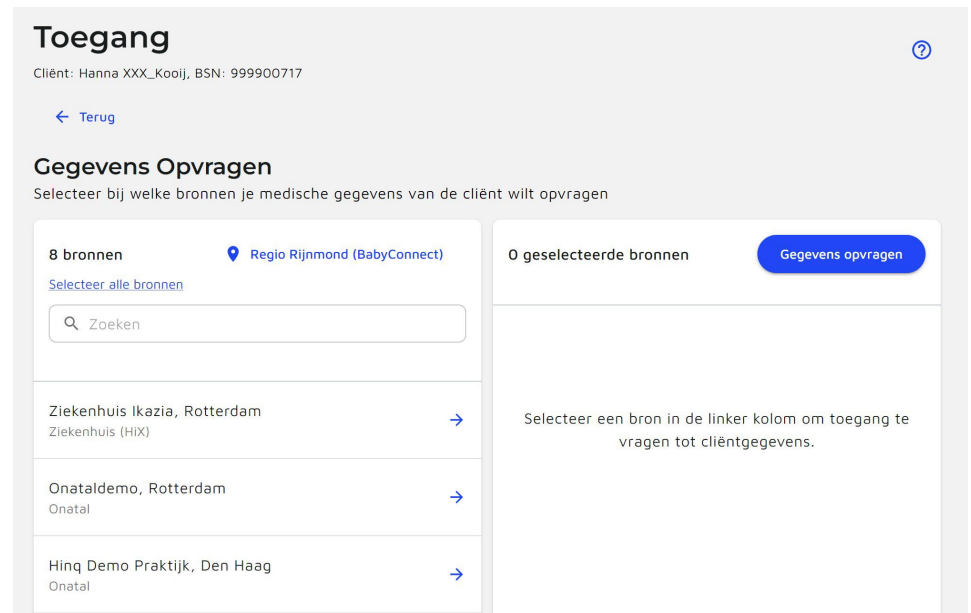 Toegang
Cliënt: Hanna XXX_Kooij, BSN: 999900717
Terug
Gegevens Opvragen
Selecteer bij welke bronnen je medische gegevens van de cliënt wilt opvragen
8 bronnen
Regio Rijnmond (BabyConnect)
Selecteer alle bronnen
Zoeken
Ziekenhuis Ikazia, Rotterdam
Ziekenhuis (HiX)
Onataldemo, Rotterdam
Onatal
Hinq Demo Praktijk, Den Haag
Onatal
0 geselecteerde bronnen
Gegevens opvragen
Selecteer een bron in de linker kolom om toegang te
vragen tot cliëntgegevens.